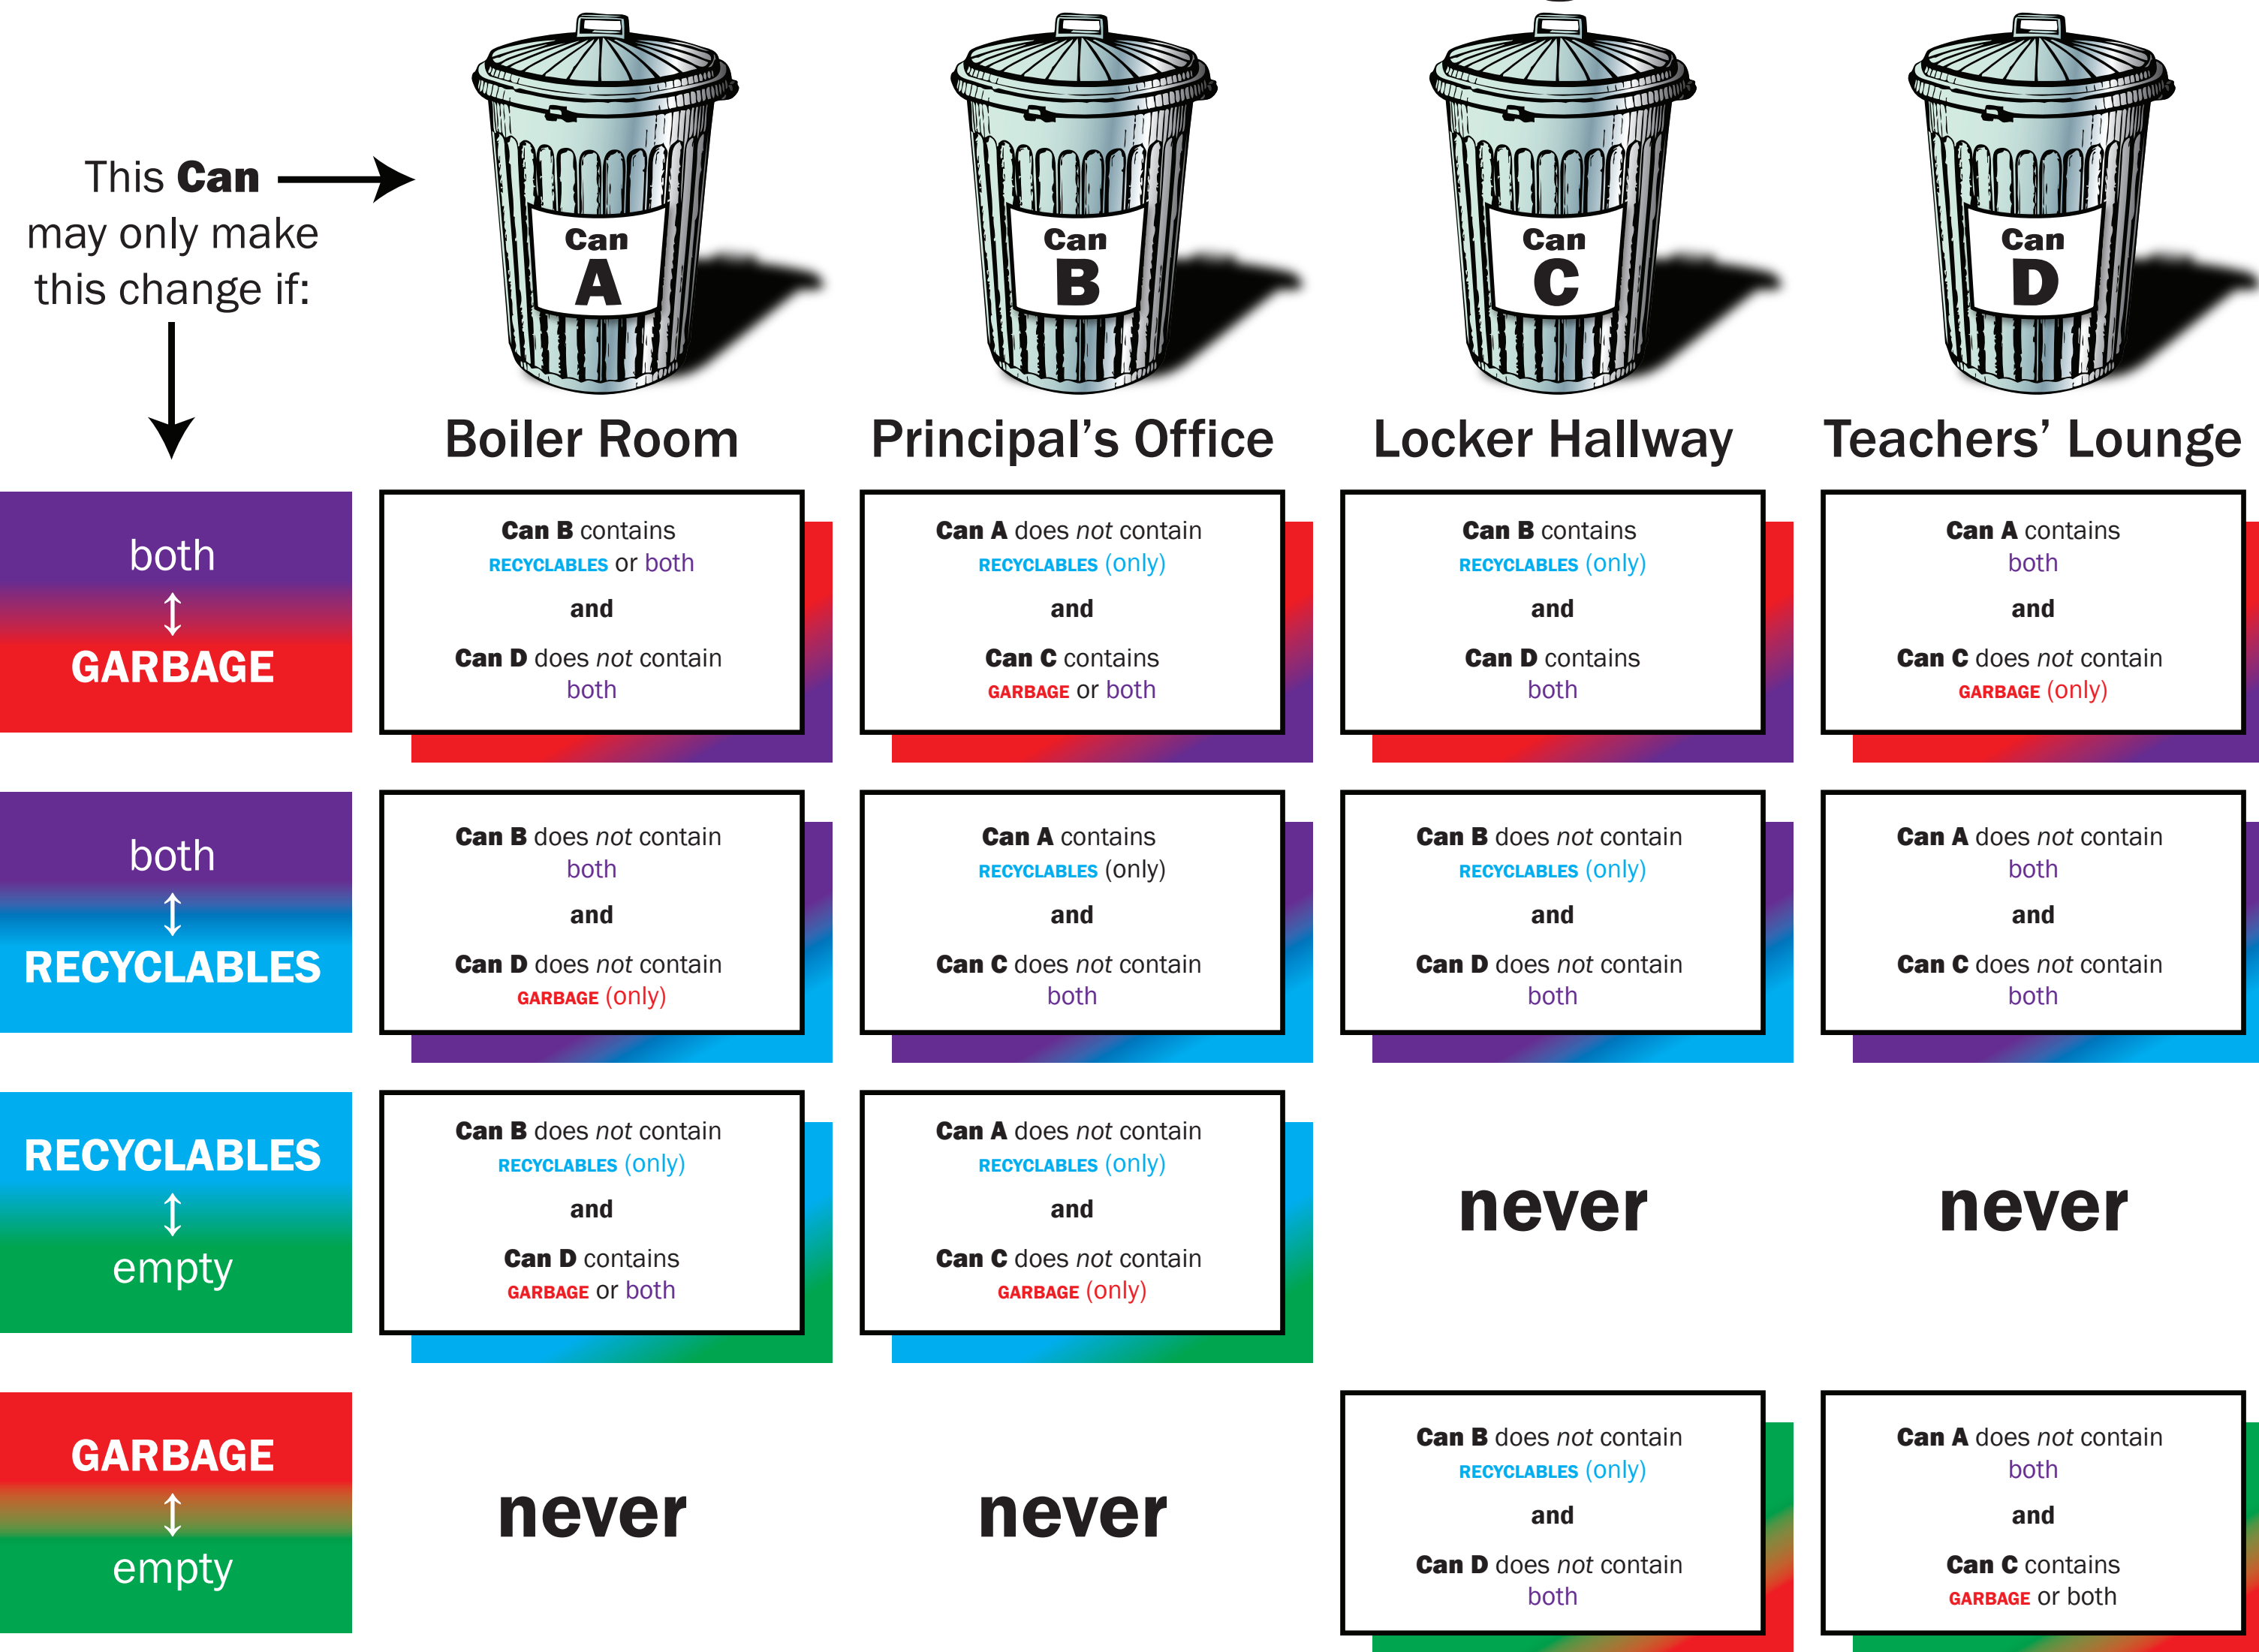 This Can
may only make
this change if:
Can
A
Can
B
Can
C
Can
D
Boiler Room
Principal's Office
Locker Hallway
Teachers' Lounge
both
↕
GARBAGE
Can B contains
RECYCLABLES or both
and
Can D does not contain
both
Can A does not contain
RECYCLABLES (only)
and
Can C contains
GARBAGE or both
Can B contains
RECYCLABLES (only)
and
Can D contains
both
Can A contains
both
and
Can C does not contain
GARBAGE (only)
both
↕
RECYCLABLES
Can B does not contain
both
and
Can D does not contain
GARBAGE (only)
Can A contains
RECYCLABLES (only)
and
Can C does not contain
both
Can B does not contain
RECYCLABLES (only)
and
Can D does not contain
both
Can A does not contain
both
and
Can C does not contain
both
RECYCLABLES
↕
empty
Can B does not contain
RECYCLABLES (only)
and
Can D contains
GARBAGE or both
Can A does not contain
RECYCLABLES (only)
and
Can C does not contain
GARBAGE (only)
never
never
GARBAGE
↕
empty
never
never
Can B does not contain
RECYCLABLES (only)
and
Can D does not contain
both
Can A does not contain
both
and
Can C contains
GARBAGE or both